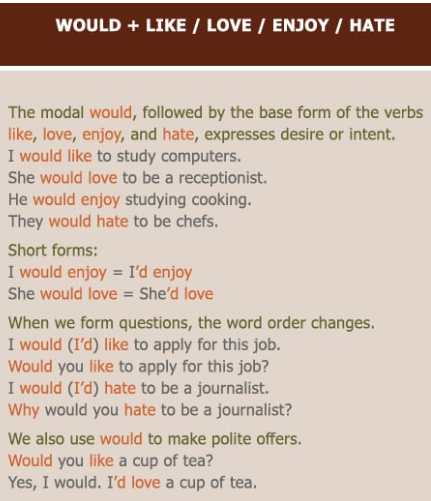 WOULD + LIKE / LOVE / ENJOY / HATE
The modal would, followed by the base form of the verbs
like, love, enjoy, and hate, expresses desire or intent.
I would like to study computers.
She would love to be a receptionist.
He would enjoy studying cooking.
They would hate to be chefs.
Short forms:
I would enjoy = I'd enjoy
She would love = She'd love
When we form questions, the word order changes.
I would (I'd) like to apply for this job.
Would you like to apply for this job?
I would (I'd) hate to be a journalist.
Why would you hate to be a journalist?
We also use would to make polite offers.
Would you like a cup of tea?
Yes, I would. I'd love a cup of tea.